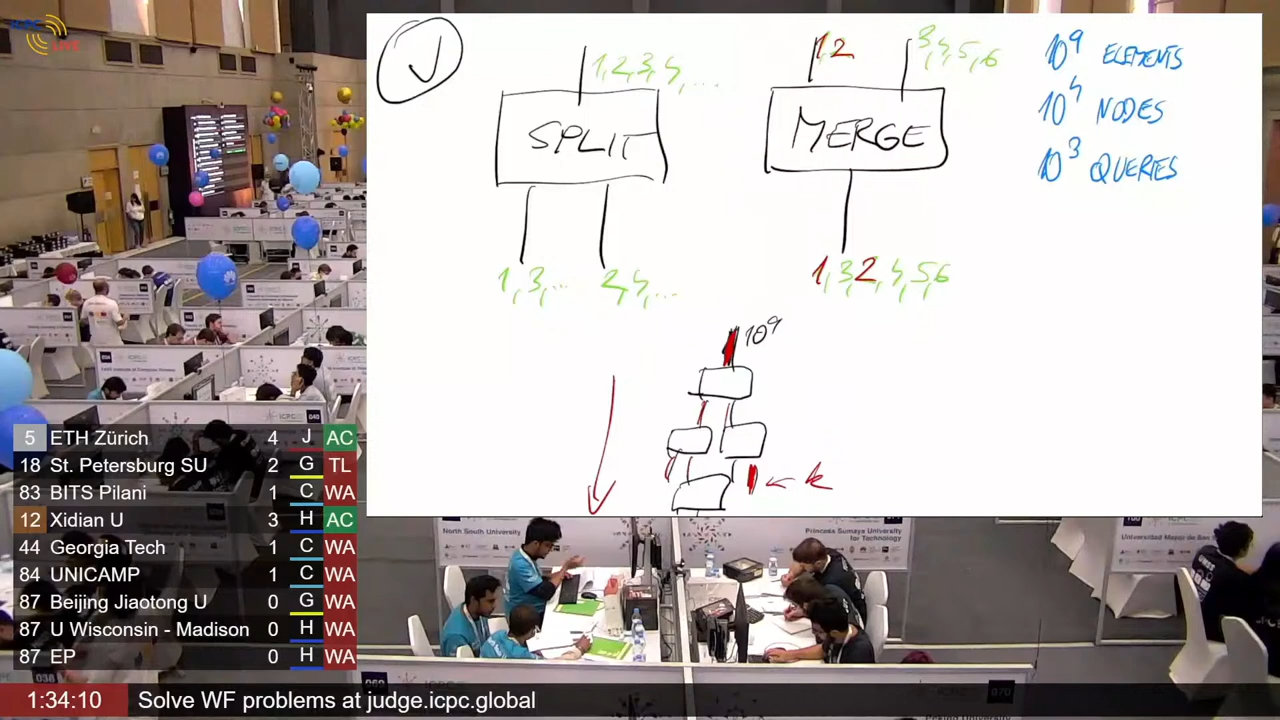 ICPC
LIVE
J
1,2,3,4,...
SPLIT
1,3,...
2,4,...
1,2
3,4,5,6
MERGE
1,3,2,4,5,6
10^9 ELEMENTS
10^4 NODES
10^3 QUERIES
10^9
← k
5 ETH Zürich 4 J AC
18 St. Petersburg SU 2 G TL
83 BITS Pilani 1 C WA
12 Xidian U 3 H AC
44 Georgia Tech 1 C WA
84 UNICAMP 1 C WA
87 Beijing Jiaotong U 0 G WA
87 U Wisconsin - Madison 0 H WA
87 EP 0 H WA
North South University
Princess Sumaya University
for Technology
1:34:10 Solve WF problems at judge.icpc.global